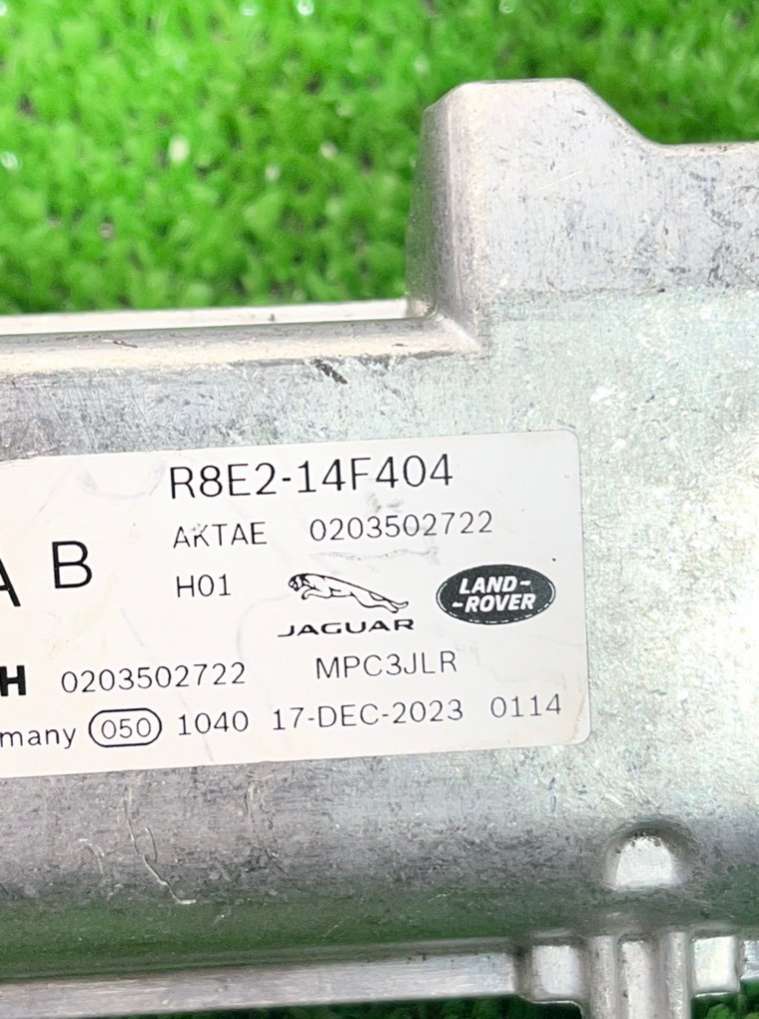 R8E2-14F404
AKTAE 0203502722
A B
H01
JAGUAR
LAND-
-ROVER
H 0203502722 MPC3JLR
many 050 1040 17-DEC-2023 0114